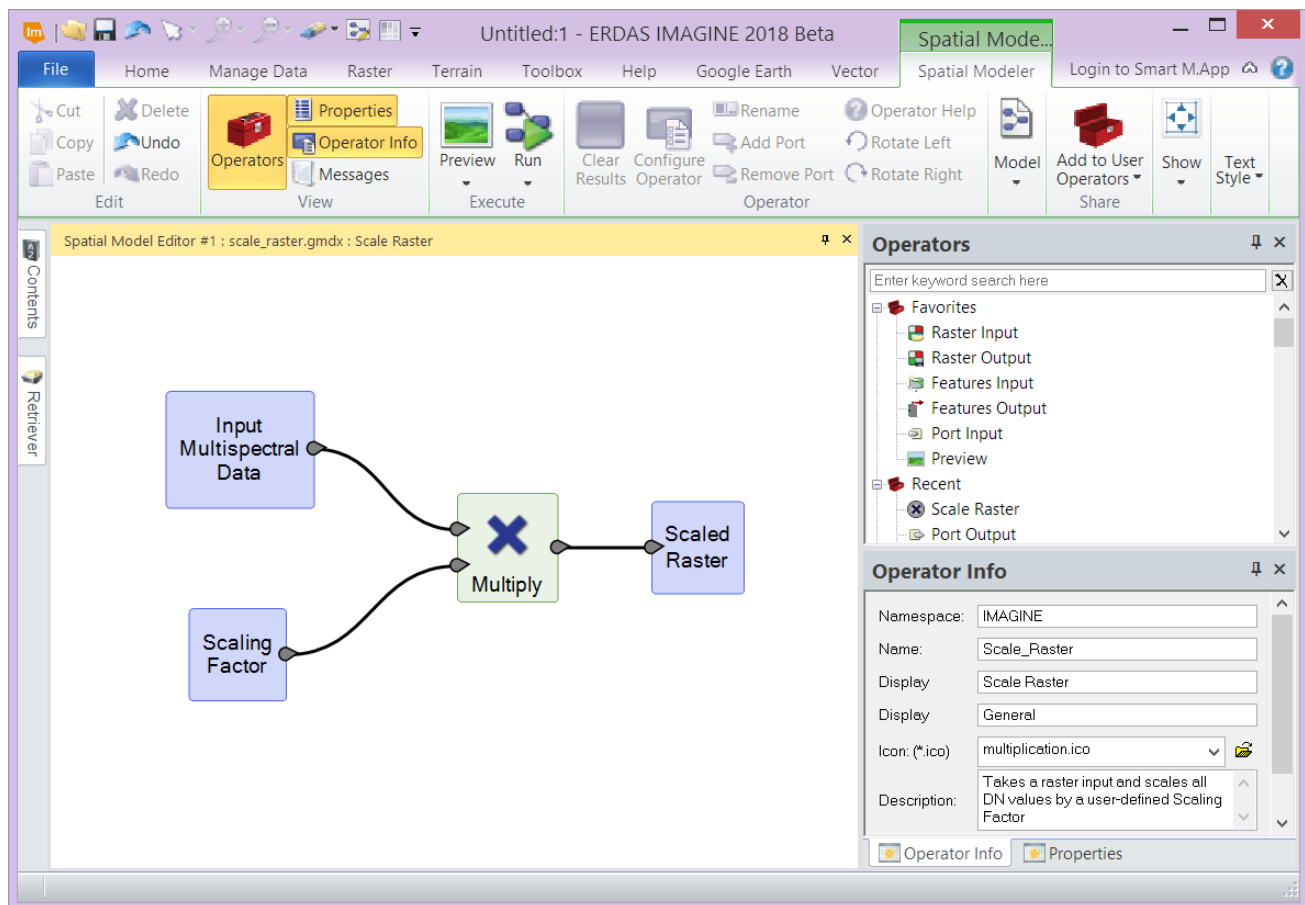 Im
Untitled:1 - ERDAS IMAGINE 2018 Beta
Spatial Mode...
File
Home
Manage Data
Raster
Terrain
Toolbox
Help
Google Earth
Vector
Spatial Modeler
Login to Smart M.App
Cut
Copy
Paste
Delete
Undo
Redo
Edit
Operators
Properties
Operator Info
Messages
View
Preview
Run
Execute
Clear
Results
Configure
Operator
Rename
Add Port
Remove Port
Operator Help
Rotate Left
Rotate Right
Operator
Model
Add to User
Operators
Share
Show
Text
Style
Contents
Retriever
Spatial Model Editor #1 : scale_raster.gmdx : Scale Raster
Input
Multispectral
Data
Scaling
Factor
Multiply
Scaled
Raster
Operators
Enter keyword search here
Favorites
Raster Input
Raster Output
Features Input
Features Output
Port Input
Preview
Recent
Scale Raster
Port Output
Operator Info
Namespace: IMAGINE
Name: Scale_Raster
Display Scale Raster
Display General
Icon: (*.ico) multiplication.ico
Description: Takes a raster input and scales all
DN values by a user-defined Scaling
Factor
Operator Info
Properties